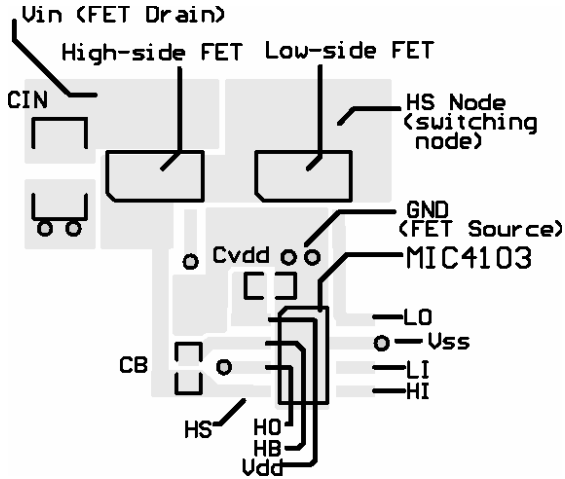 Vin (FET Drain)
High-side FET
Low-side FET
CIN
HS Node
(switching
node)
GND
(FET Source)
Cvdd
MIC4103
LO
Vss
CB
LI
HI
HS
HO
HB
Vdd